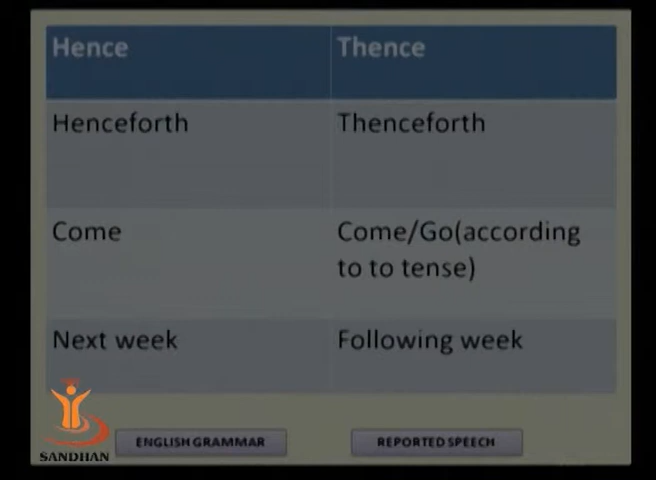 Hence Thence
Henceforth Thenceforth
Come Come/Go(according
to to tense)
Next week Following week
ENGLISH GRAMMAR REPORTED SPEECH
SANDHAN